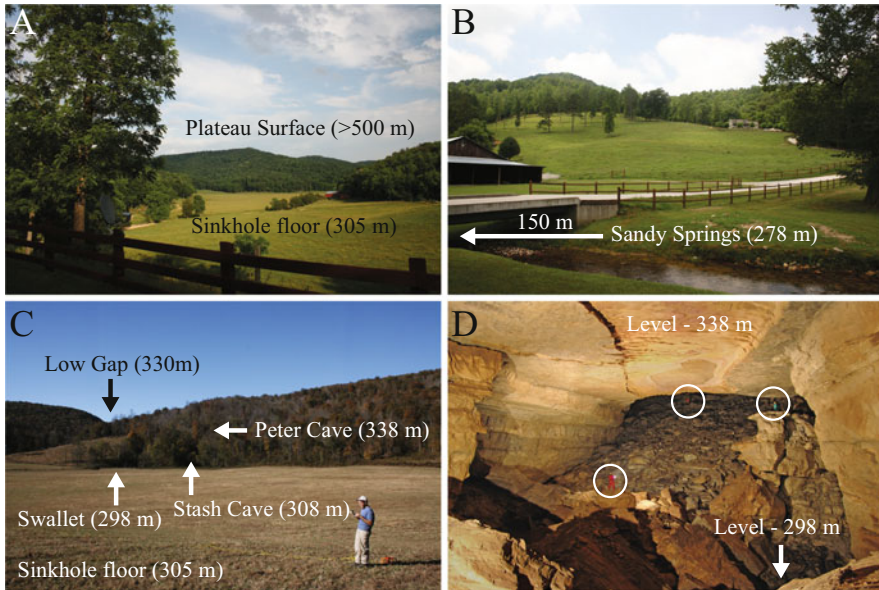 A
Plateau Surface (>500 m)
Sinkhole floor (305 m)
B
150 m
Sandy Springs (278 m)
C
Low Gap (330m)
Peter Cave (338 m)
Swallet (298 m)
Stash Cave (308 m)
Sinkhole floor (305 m)
D
Level - 338 m
Level - 298 m